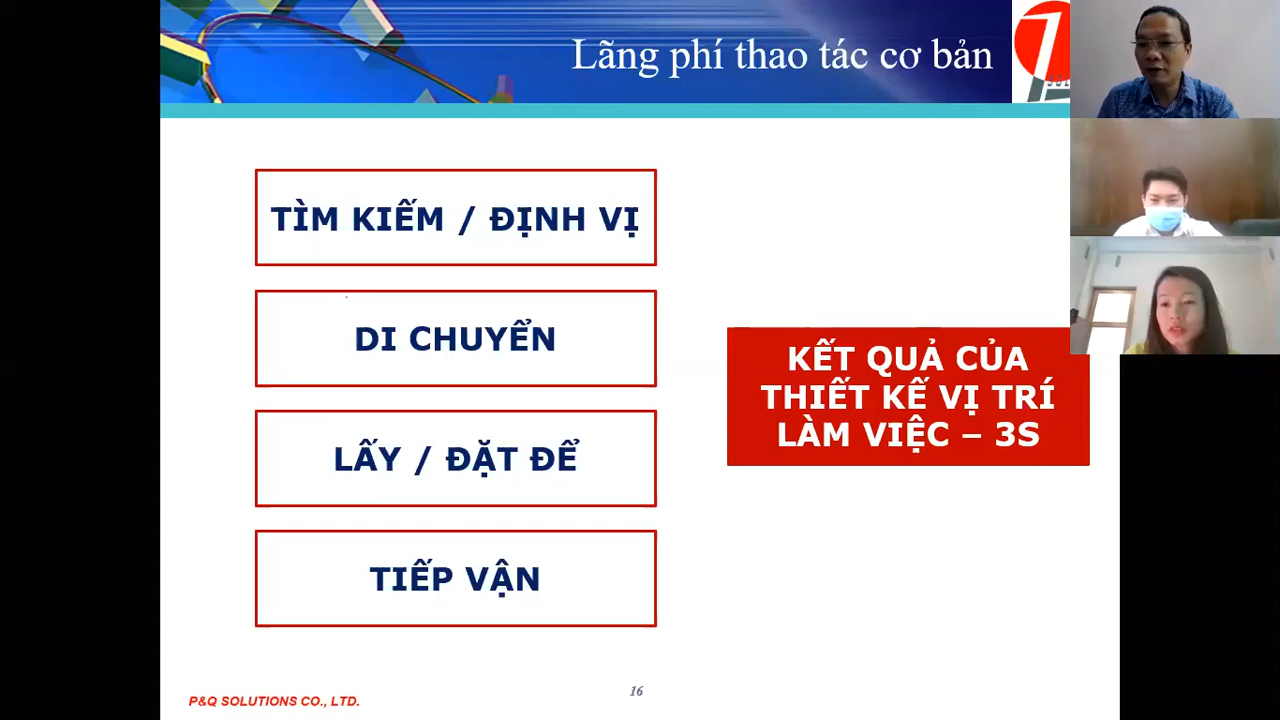 Lãng phí thao tác cơ bản
TÌM KIẾM / ĐỊNH VỊ
DI CHUYỂN
LẤY / ĐẶT ĐỂ
TIẾP VẬN
KẾT QUẢ CỦA
THIẾT KẾ VỊ TRÍ
LÀM VIỆC – 3S
P&Q SOLUTIONS CO., LTD.
16